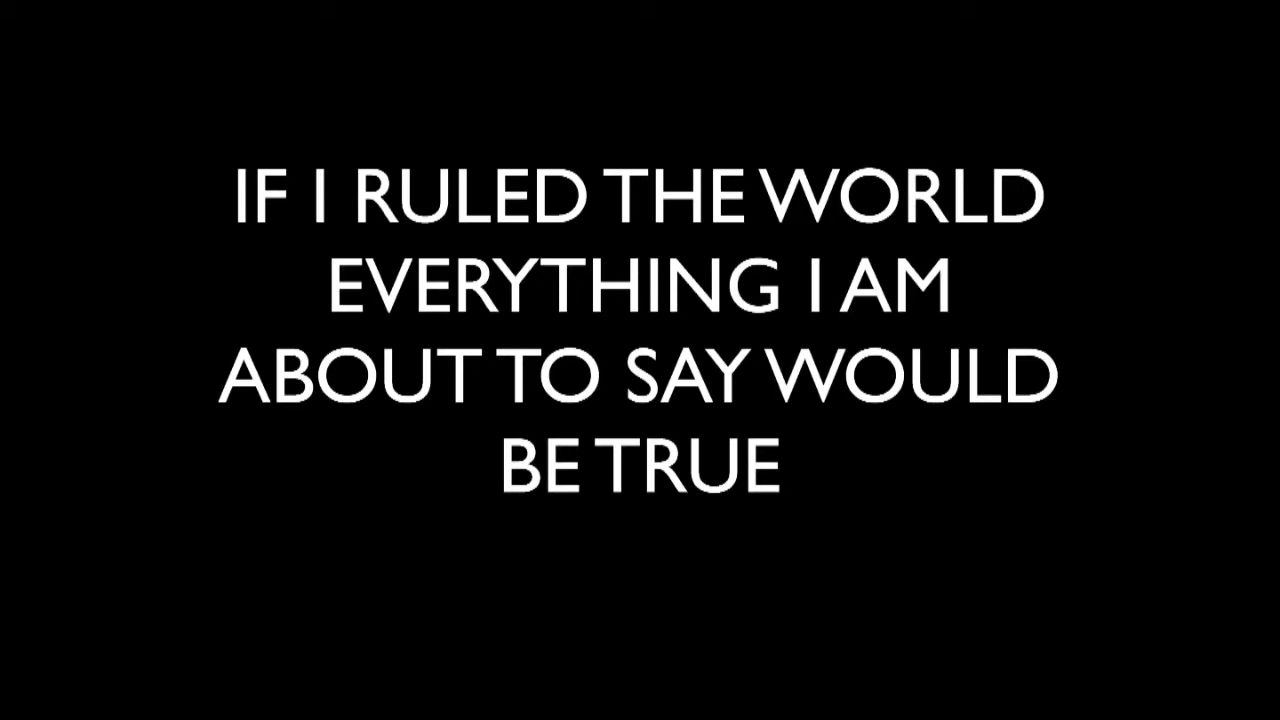 IF I RULED THE WORLD
EVERYTHING I AM
ABOUT TO SAY WOULD
BE TRUE